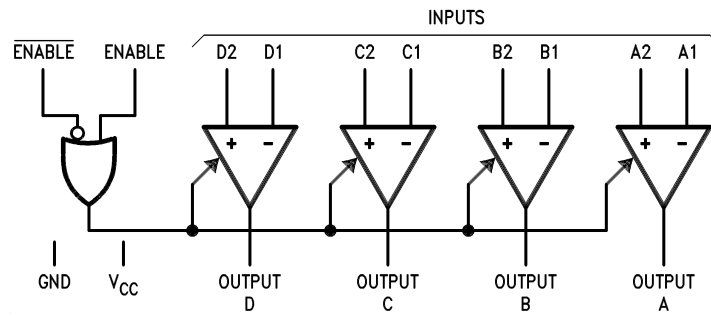 INPUTS
ENABLE ENABLE D2 D1 C2 C1 B2 B1 A2 A1
+ − + − + − + −
GND VCC OUTPUT D OUTPUT C OUTPUT B OUTPUT A